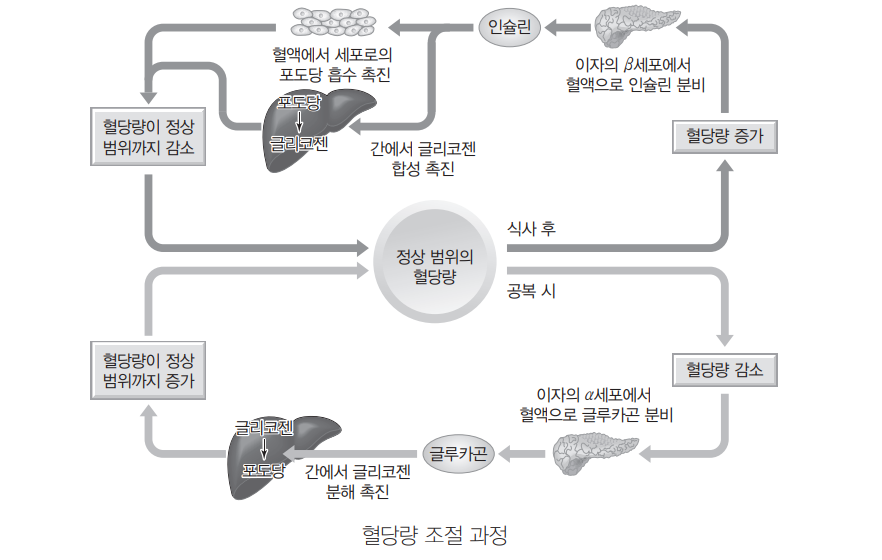 인슐린
이자의 β세포에서
혈액으로 인슐린 분비
혈액에서 세포로의
포도당 흡수 촉진
포도당
글리코젠
간에서 글리코젠
합성 촉진
혈당량이 정상
범위까지 감소
혈당량 증가
정상 범위의
혈당량
식사 후
공복 시
혈당량이 정상
범위까지 증가
혈당량 감소
이자의 α세포에서
혈액으로 글루카곤 분비
글리코젠
포도당
간에서 글리코젠
분해 촉진
글루카곤
혈당량 조절 과정